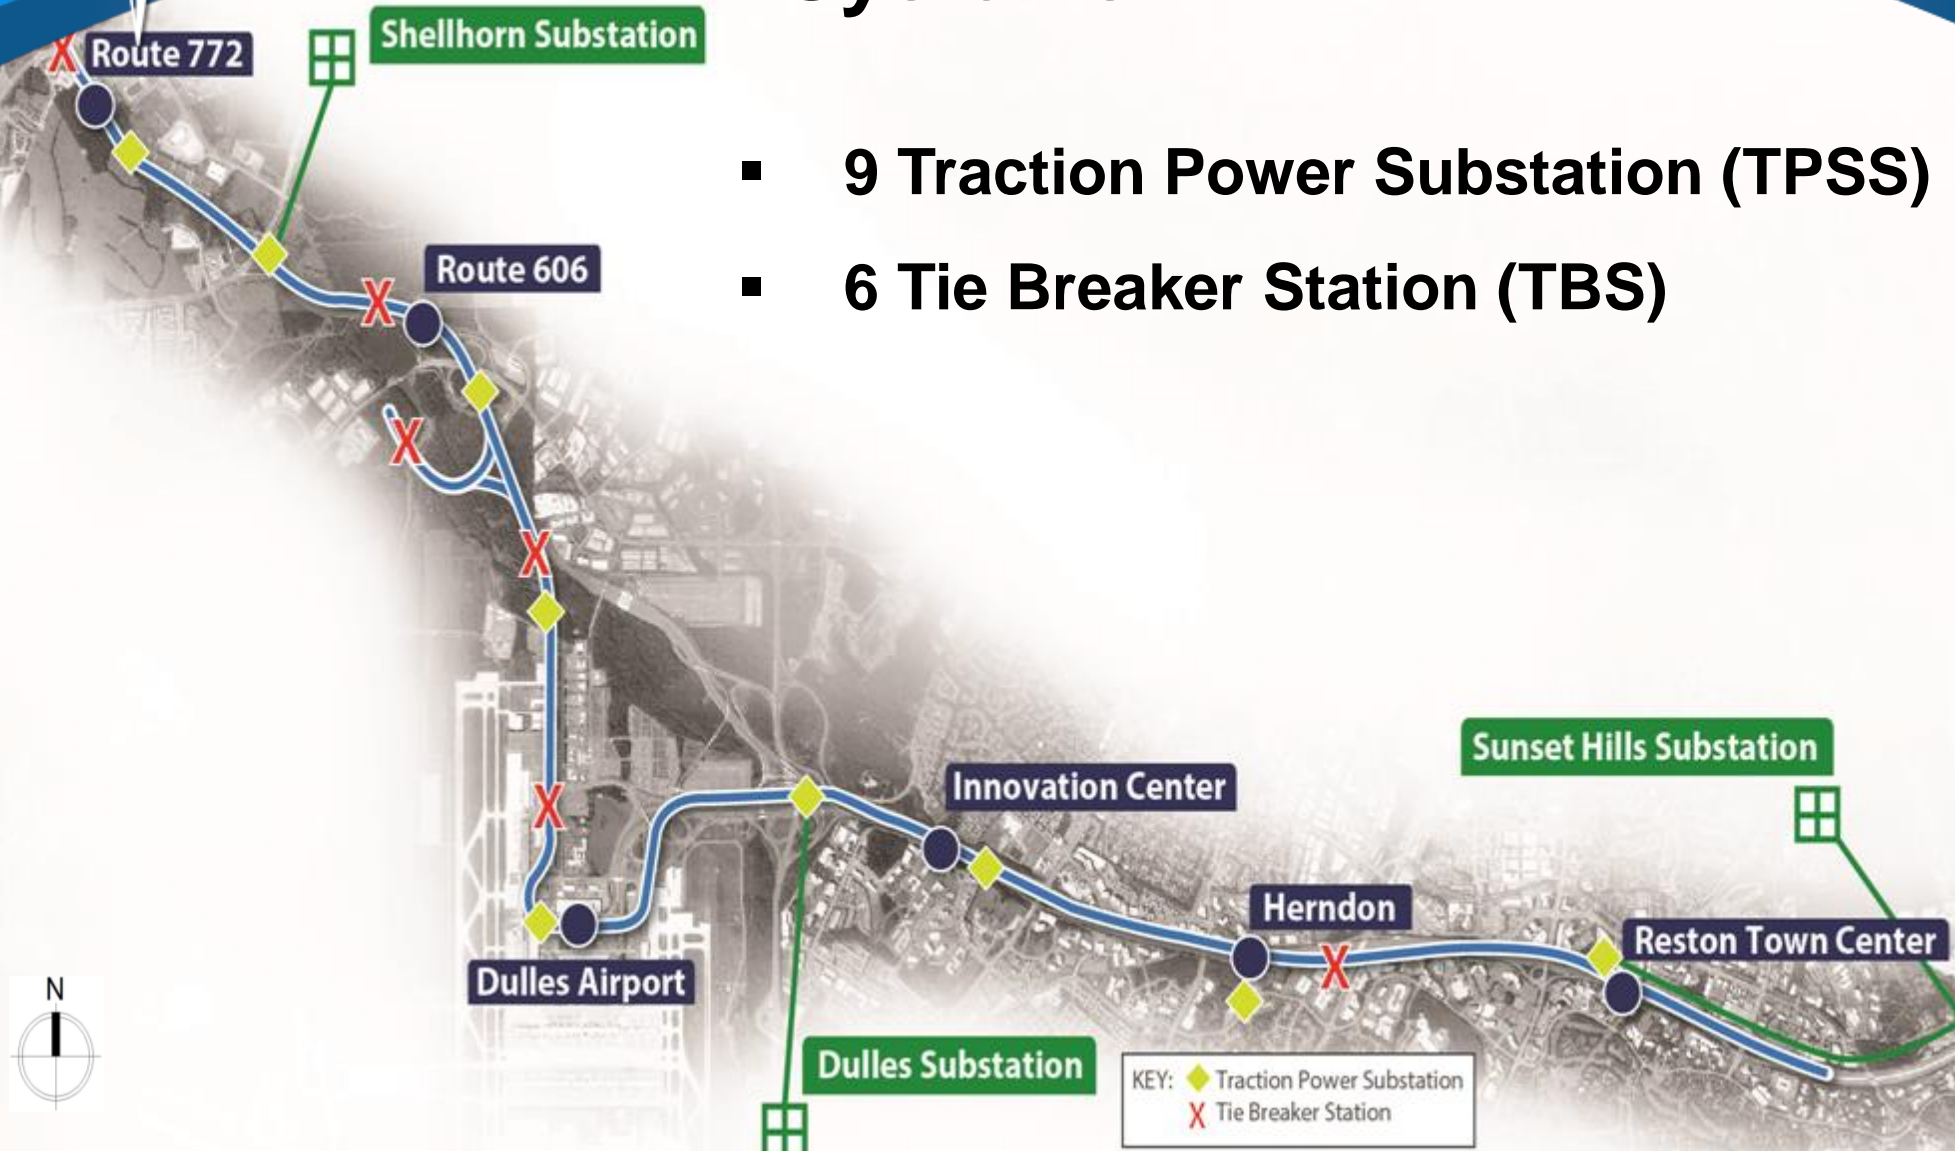 Route 772
Shellhorn Substation
▪ 9 Traction Power Substation (TPSS)
▪ 6 Tie Breaker Station (TBS)
Route 606
Sunset Hills Substation
Innovation Center
Herndon
Reston Town Center
Dulles Airport
N
Dulles Substation
KEY: Traction Power Substation
X Tie Breaker Station